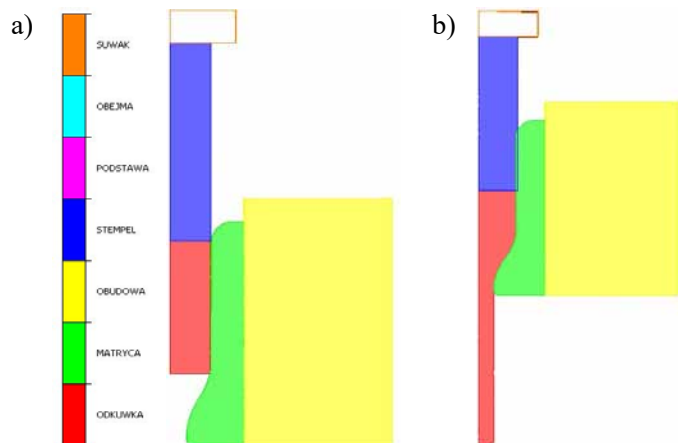 a)
b)
SUWAK
OBEJMA
PODSTAWA
STEMPEL
OBUDOWA
MATRYCA
ODKUWKA